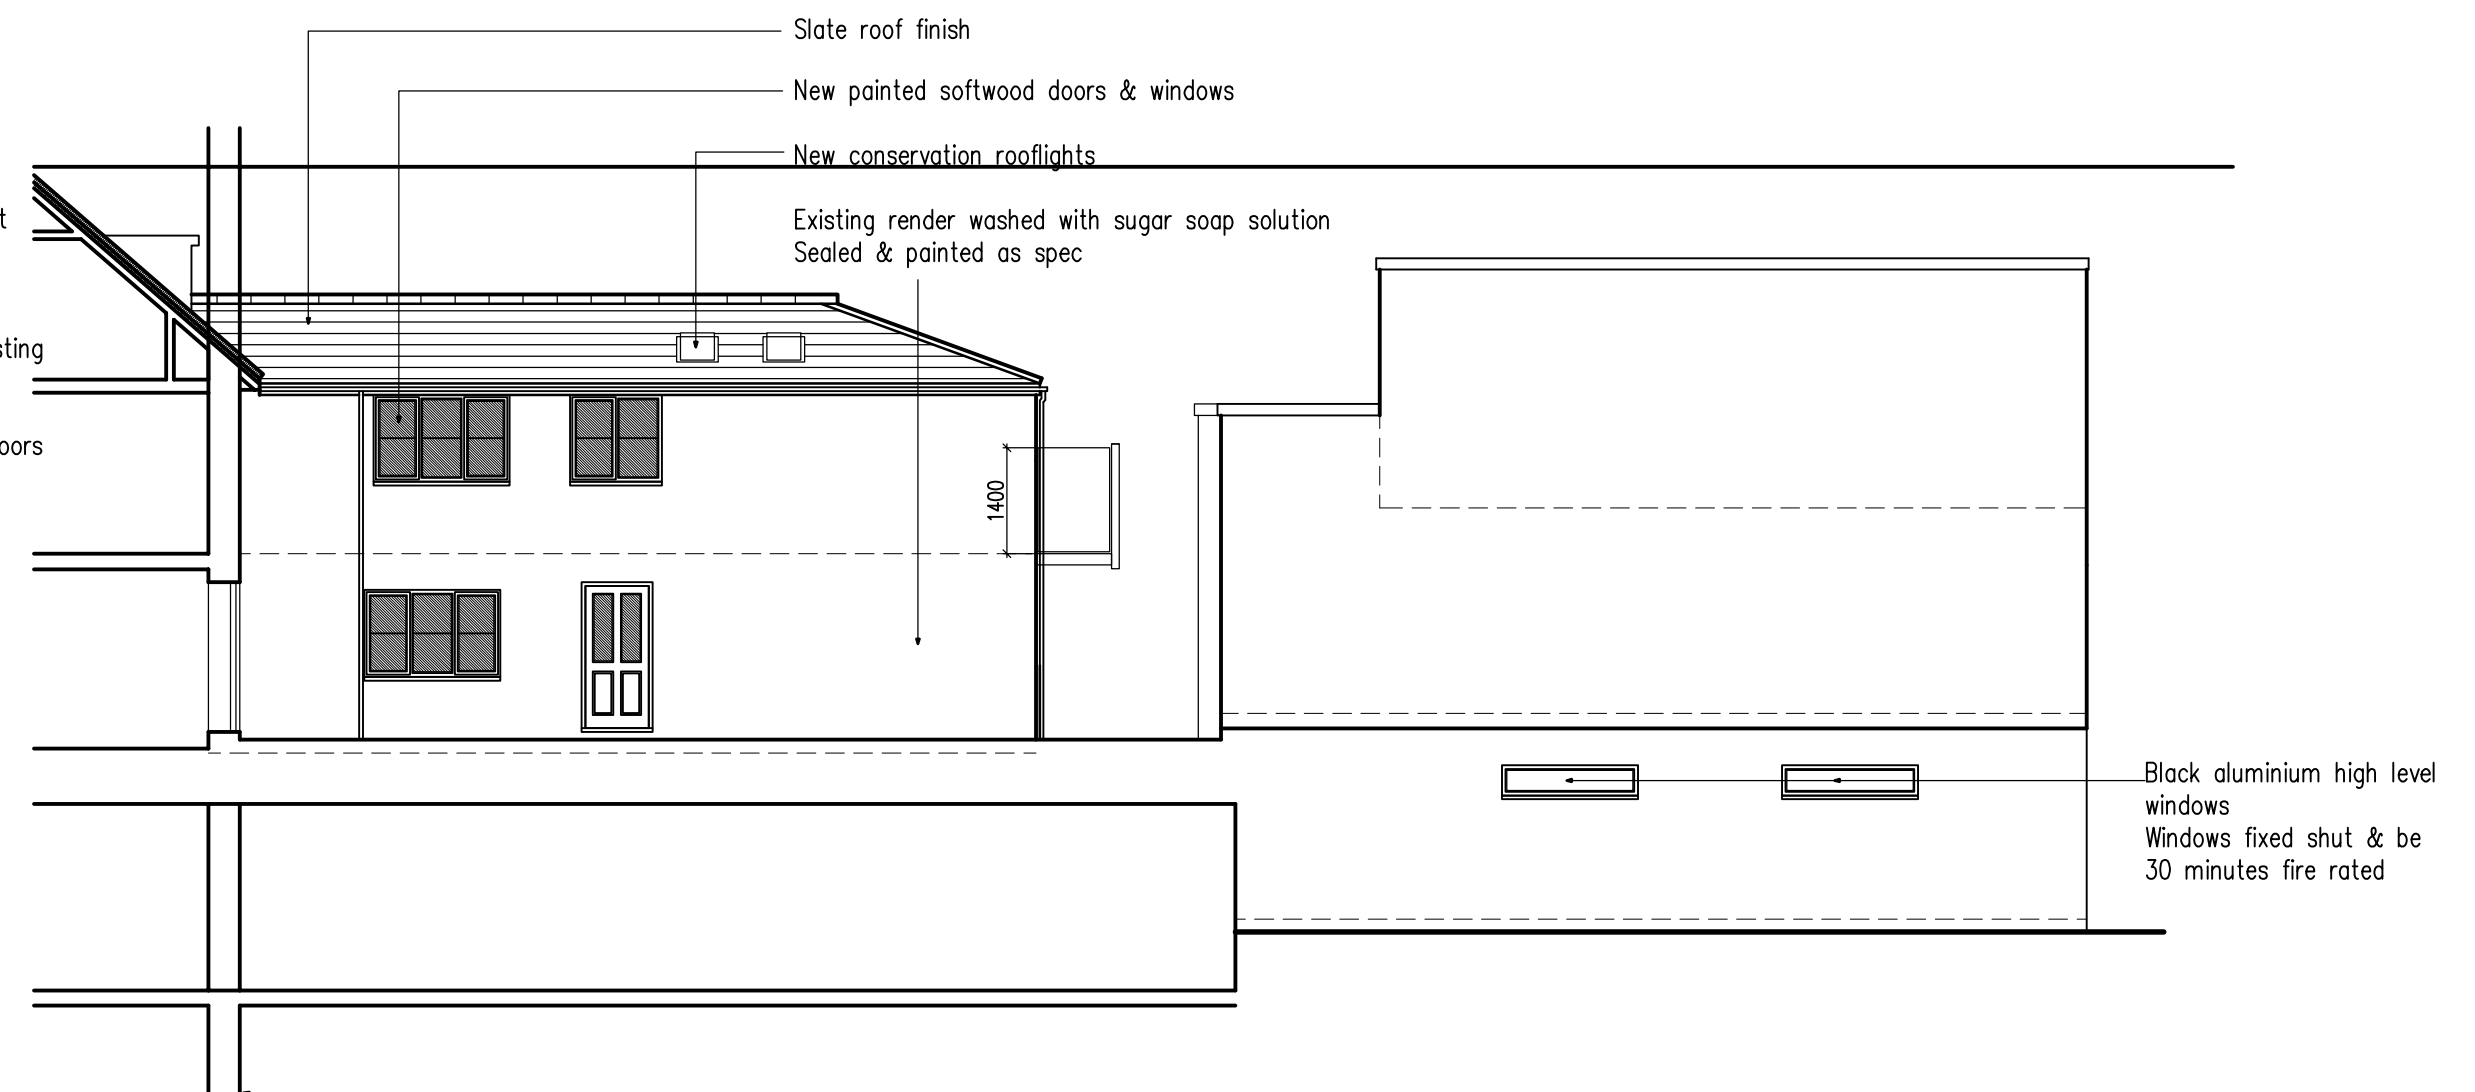 Slate roof finish
New painted softwood doors & windows
New conservation rooflights
Existing render washed with sugar soap solution
Sealed & painted as spec
1400
Black aluminium high level
windows
Windows fixed shut & be
30 minutes fire rated